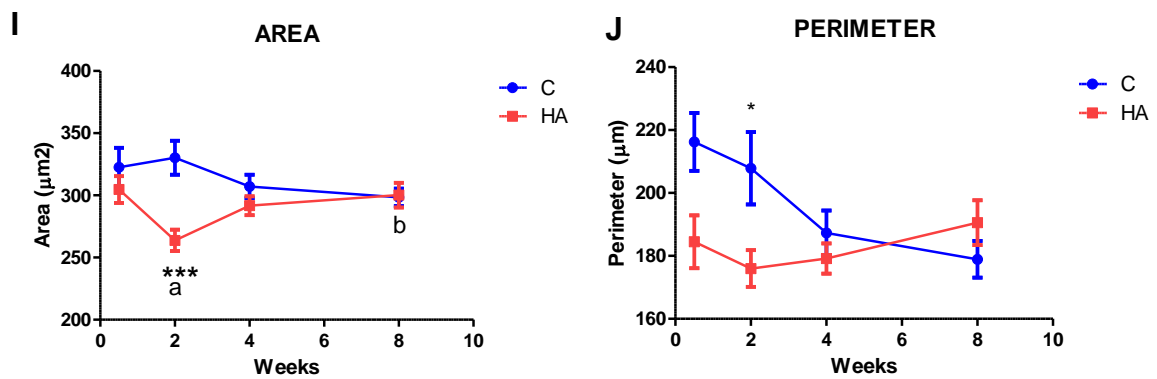 I
AREA
400
350
300
250
200
Area (μm2)
0
2
4
6
8
10
Weeks
***
a
b
C
HA
J
PERIMETER
240
220
200
180
160
Perimeter (μm)
0
2
4
6
8
10
Weeks
*
C
HA